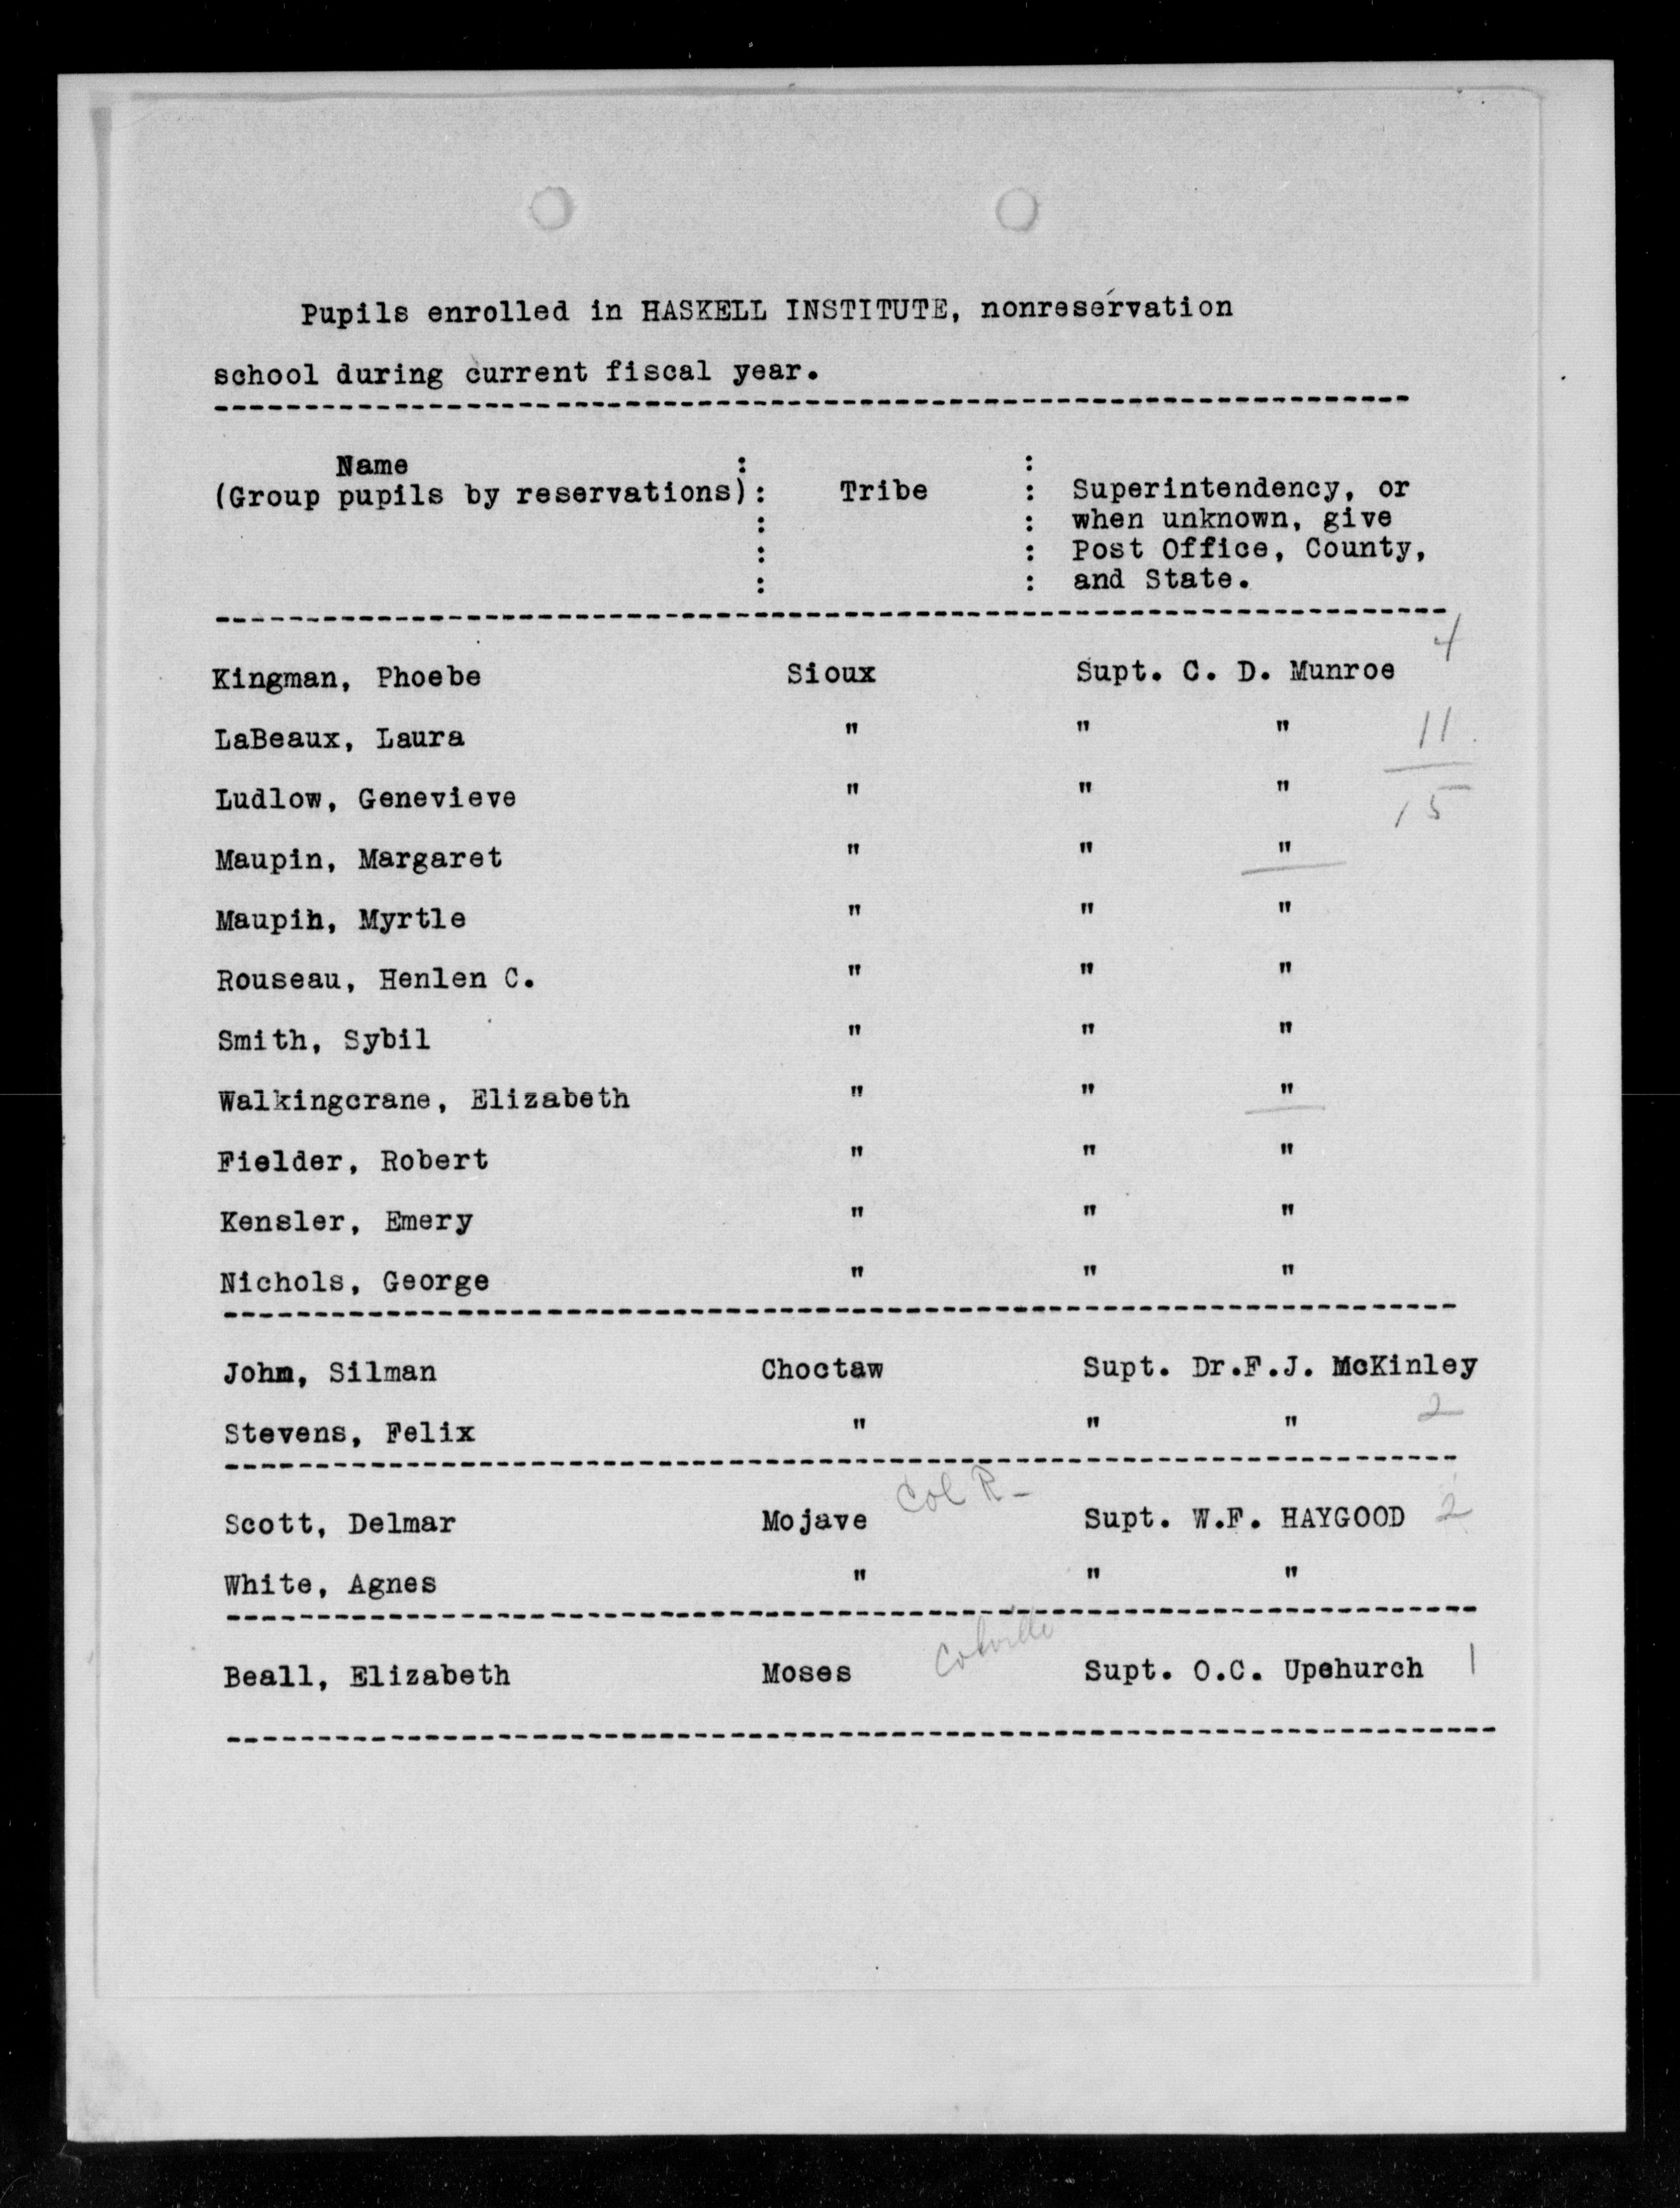 Pupils enrolled in HASKELL INSTITUTE, nonreservation
school during current fiscal year.
--------------------------------------------------------------------
Name : :
(Group pupils by reservations): Tribe : Superintendency, or
: : when unknown, give
: : Post Office, County,
: : and State.
--------------------------------------------------------------------
4
Kingman, Phoebe Sioux Supt. C. D. Munroe
LaBeaux, Laura " " " 11
Ludlow, Genevieve " " " 15
Maupin, Margaret " " "
Maupin, Myrtle " " "
Rouseau, Henlen C. " " "
Smith, Sybil " " "
Walkingcrane, Elizabeth " " "
Fielder, Robert " " "
Kensler, Emery " " "
Nichols, George " " "
--------------------------------------------------------------------
John, Silman Choctaw Supt. Dr.F.J. McKinley
Stevens, Felix " " " 2
--------------------------------------------------------------------
Col R-
Scott, Delmar Mojave Supt. W.F. HAYGOOD 2
White, Agnes " " "
--------------------------------------------------------------------
Colville
Beall, Elizabeth Moses Supt. O.C. Upchurch 1
--------------------------------------------------------------------